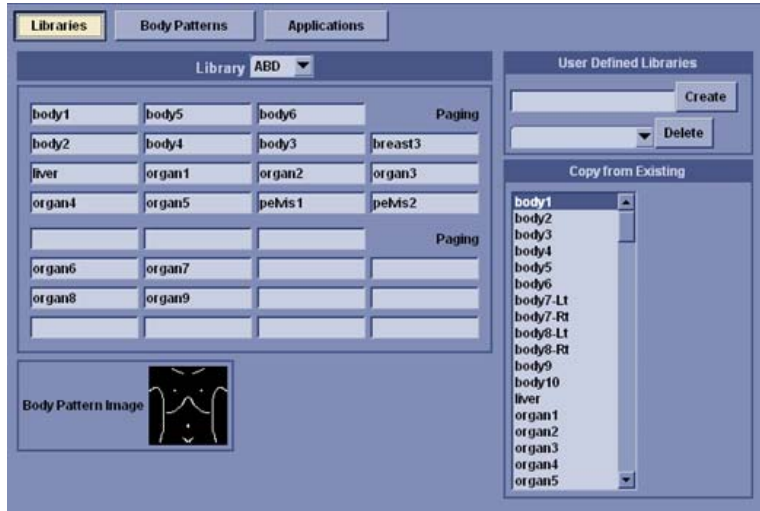 Libraries Body Patterns Applications
Library ABD
body1 body5 body6 Paging
body2 body4 body3 breast3
liver organ1 organ2 organ3
organ4 organ5 pelvis1 pelvis2
Paging
organ6 organ7
organ8 organ9
Body Pattern Image
User Defined Libraries
Create
Delete
Copy from Existing
body1
body2
body3
body4
body5
body6
body7-Lt
body7-Rt
body8-Lt
body8-Rt
body9
body10
liver
organ1
organ2
organ3
organ4
organ5